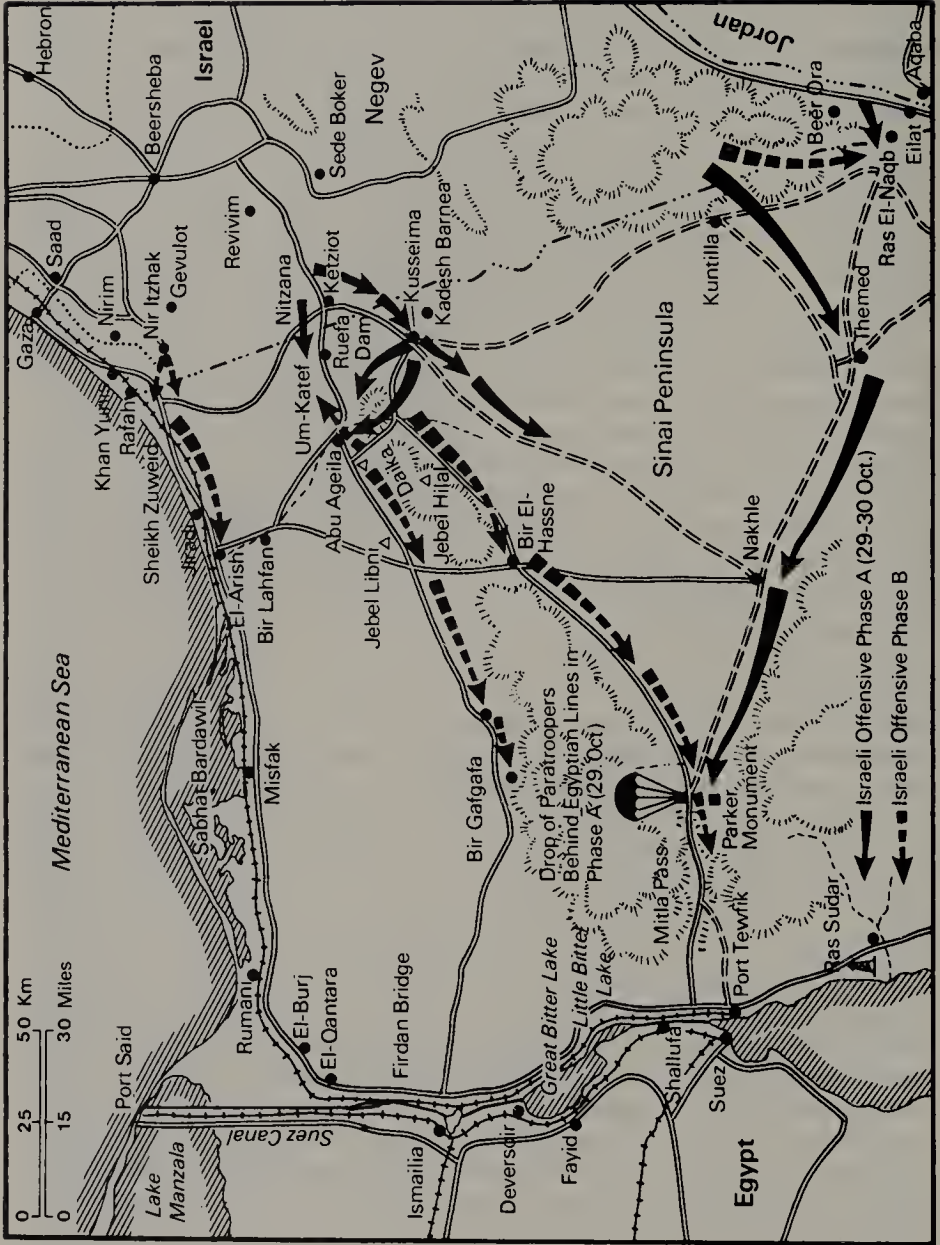 0 25 50 Km
0 15 30 Miles
Mediterranean Sea
Port Said
Lake
Manzala
Suez Canal
Rumani
El-Burj
El-Qantara
Firdan Bridge
Ismailia
Deversoir
Fayid
Great Bitter Lake
Little Bitter
Lake
Shallufa
Suez
Port Tewfik
Egypt
Ras Sudar
Sabhat Bardawil
Misfak
Bir Gafgafa
Drop of Paratroopers
Behind Egyptian Lines in
Phase A (29 Oct)
Mitla Pass
Parker
Monument
Gaza
Saad
Nirim
Nir Itzhak
Gevulot
Khan Yunis
Rafah
Sheikh Zuweid
Jiradi
El-Arish
Bir Lahfan
Hebron
Beersheba
Israel
Revivim
Sede Boker
Negev
Nitzana
Ketziot
Um-Katef
Ruefa
Dam
Kusseima
Kadesh Barnea
Abu Ageila
Daika
Jebel Libni
Jebel Hilal
Bir El-
Hassne
Sinai Peninsula
Kuntilla
Jordan
Beer Ora
Aqaba
Eilat
Ras El-Naqb
Themed
Nakhle
Israeli Offensive Phase A (29-30 Oct.)
Israeli Offensive Phase B